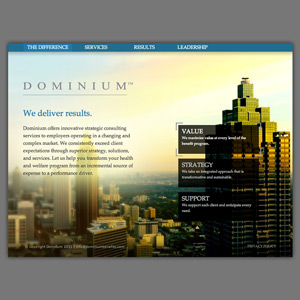 THE DIFFERENCE SERVICES RESULTS LEADERSHIP
DOMINIUM™
We deliver results.
Dominium offers innovative strategic consulting
services to employers operating in a changing and
complex market. We consistently exceed client
expectations through superior strategy, solutions,
and services. Let us help you transform your health
and welfare program from an incremental source of
expense to a performance driver.
VALUE
We maximize value at every level of the
benefit program.
STRATEGY
We take an integrated approach that is
transformative and sustainable.
SUPPORT
We support each client and anticipate every
need.